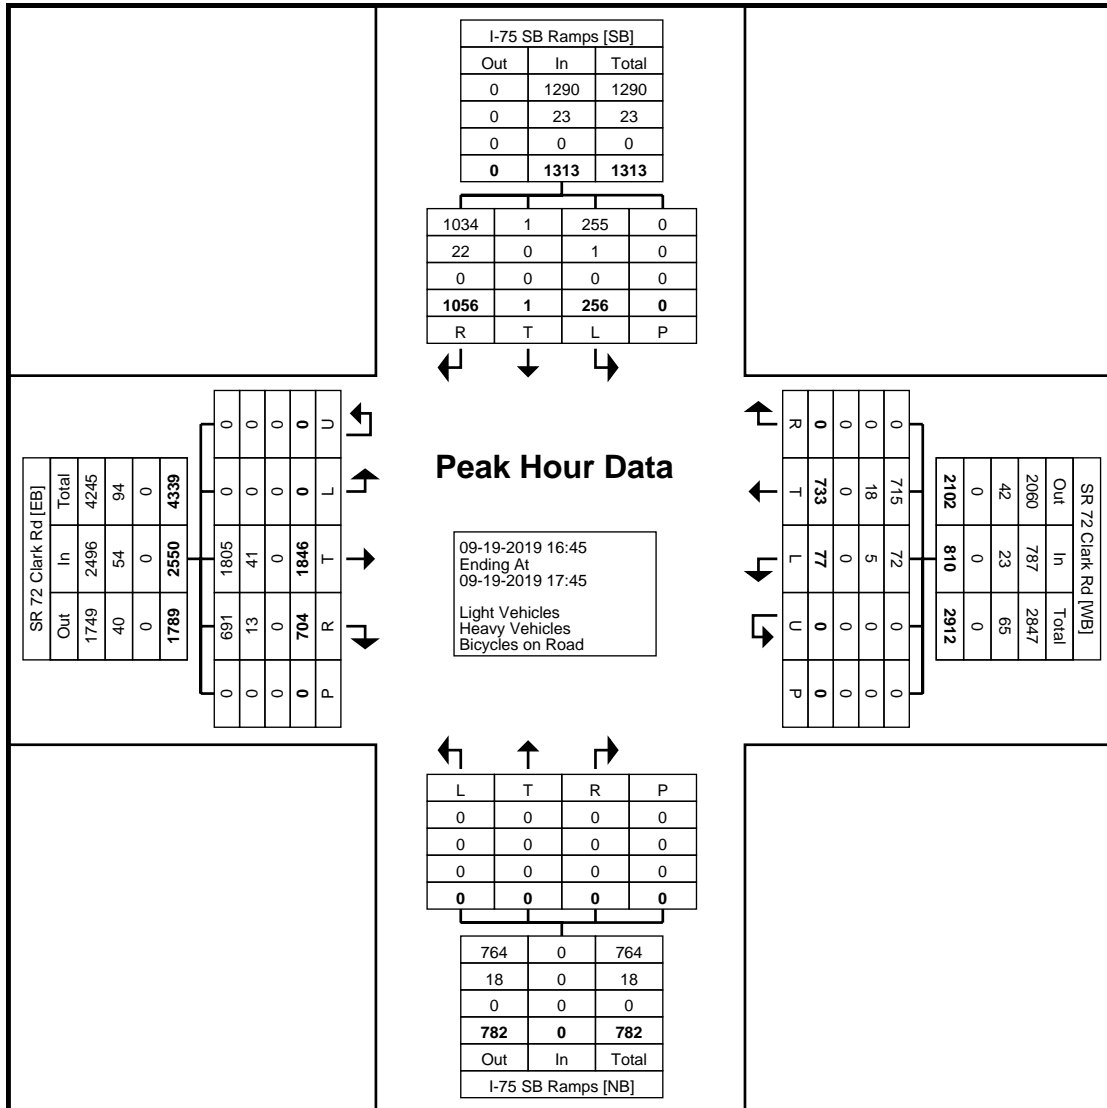 I-75 SB Ramps [SB]
Out In Total
0 1290 1290
0 23 23
0 0 0
0 1313 1313
1034 1 255 0
22 0 1 0
0 0 0 0
1056 1 256 0
R T L P
SR 72 Clark Rd [EB]
Total In Out
4245 2496 1749
94 54 40
0 0 0
4339 2550 1789
0 0 1805 691 0
0 0 41 13 0
0 0 0 0 0
0 0 1846 704 0
U L T R P
Peak Hour Data
09-19-2019 16:45
Ending At
09-19-2019 17:45
Light Vehicles
Heavy Vehicles
Bicycles on Road
SR 72 Clark Rd [WB]
Out In Total
2060 787 2847
42 23 65
0 0 0
2102 810 2912
0 715 72 0 0
0 18 5 0 0
0 0 0 0 0
0 733 77 0 0
R T L U P
L T R P
0 0 0 0
0 0 0 0
0 0 0 0
0 0 0 0
764 0 764
18 0 18
0 0 0
782 0 782
Out In Total
I-75 SB Ramps [NB]